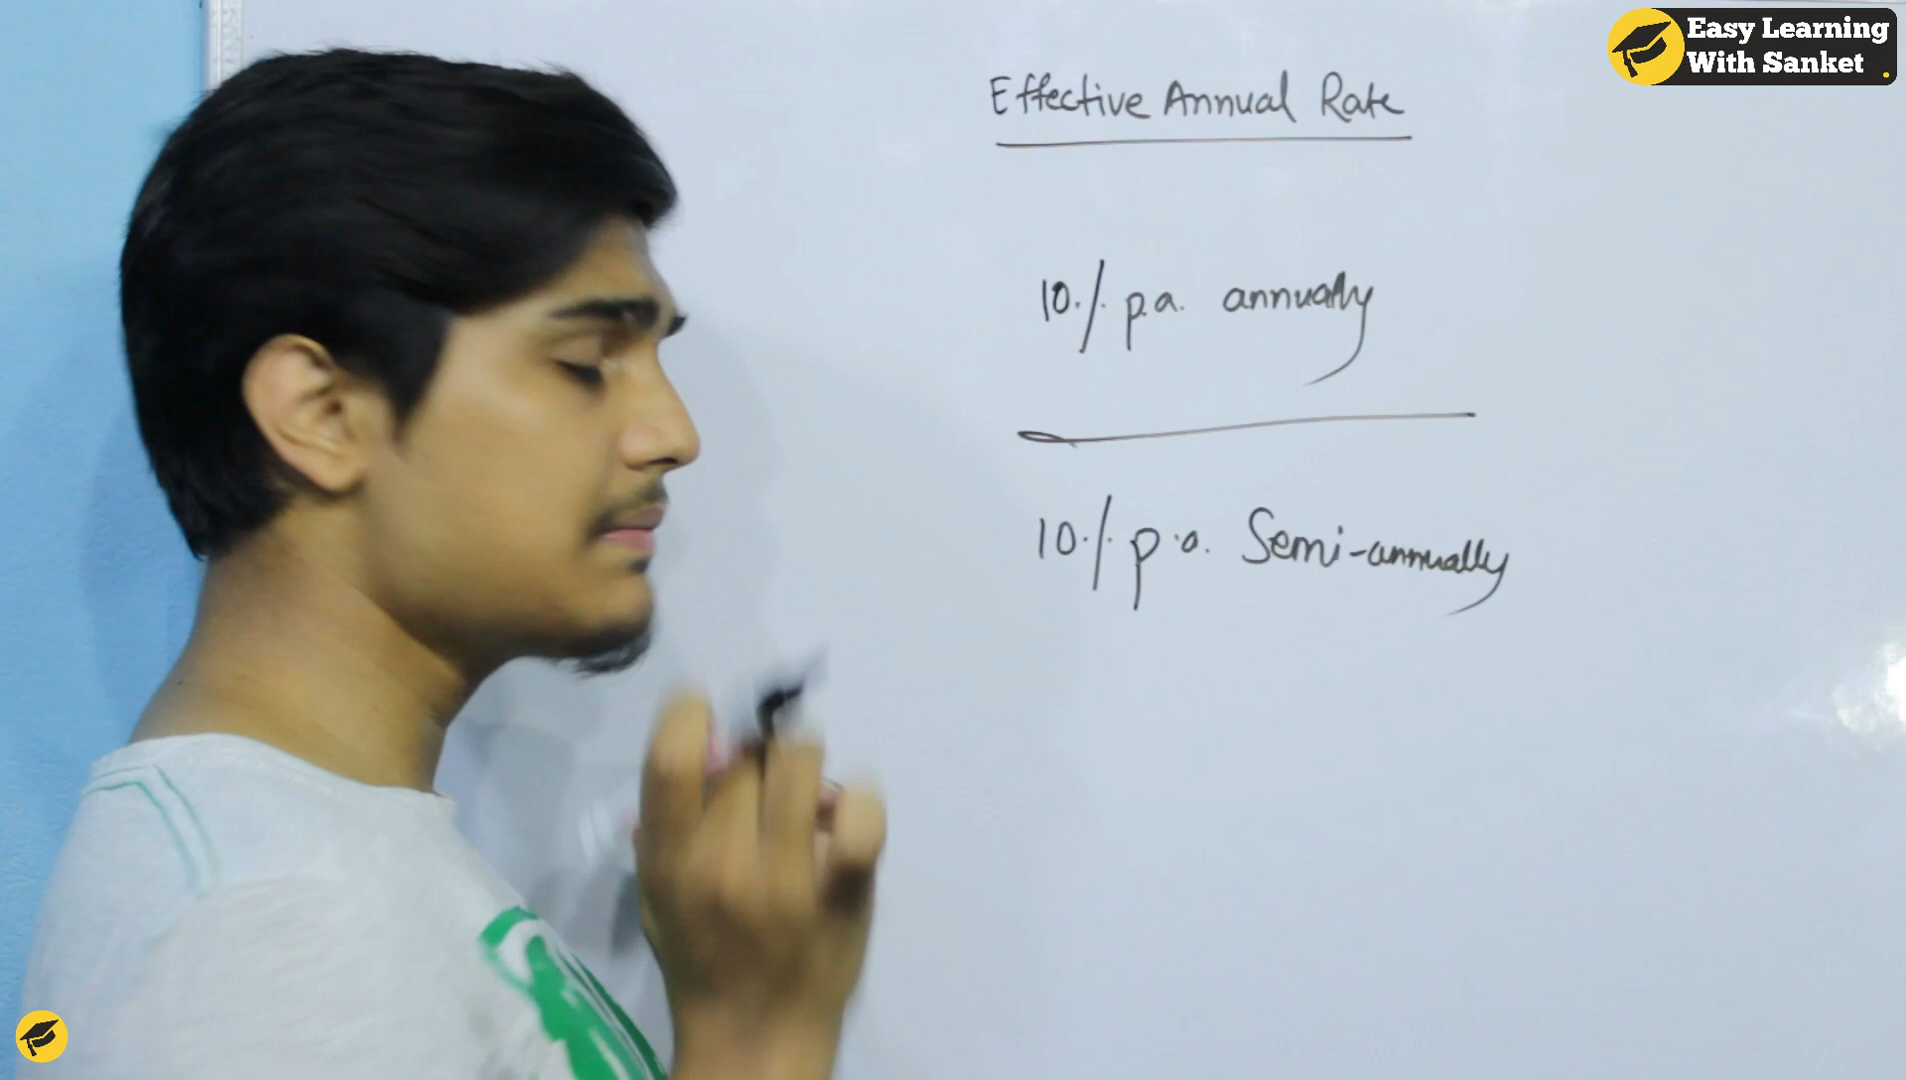 Easy Learning
With Sanket
Effective Annual Rate
10% p.a. annually
10% p.a. Semi-annually